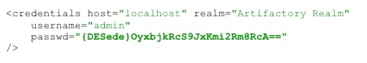 <credentials host="localhost" realm="Artifactory Realm"
username="admin"
passwd="{DESede}OyxbjkRcS9JxKmi2Rm8RcA=="
/>